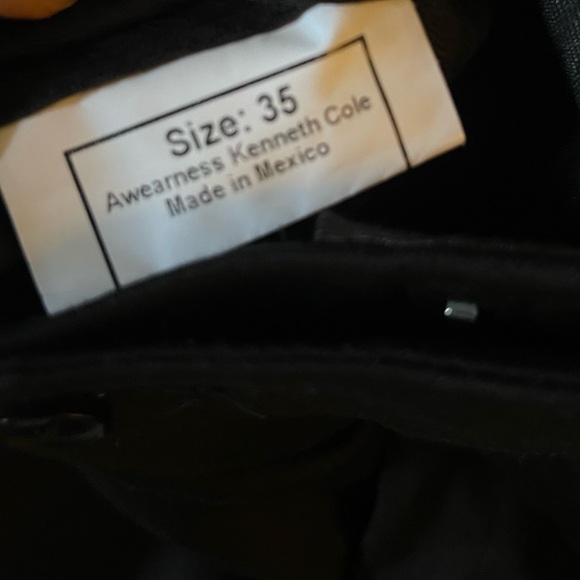 Size: 35
Awearness Kenneth Cole
Made in Mexico